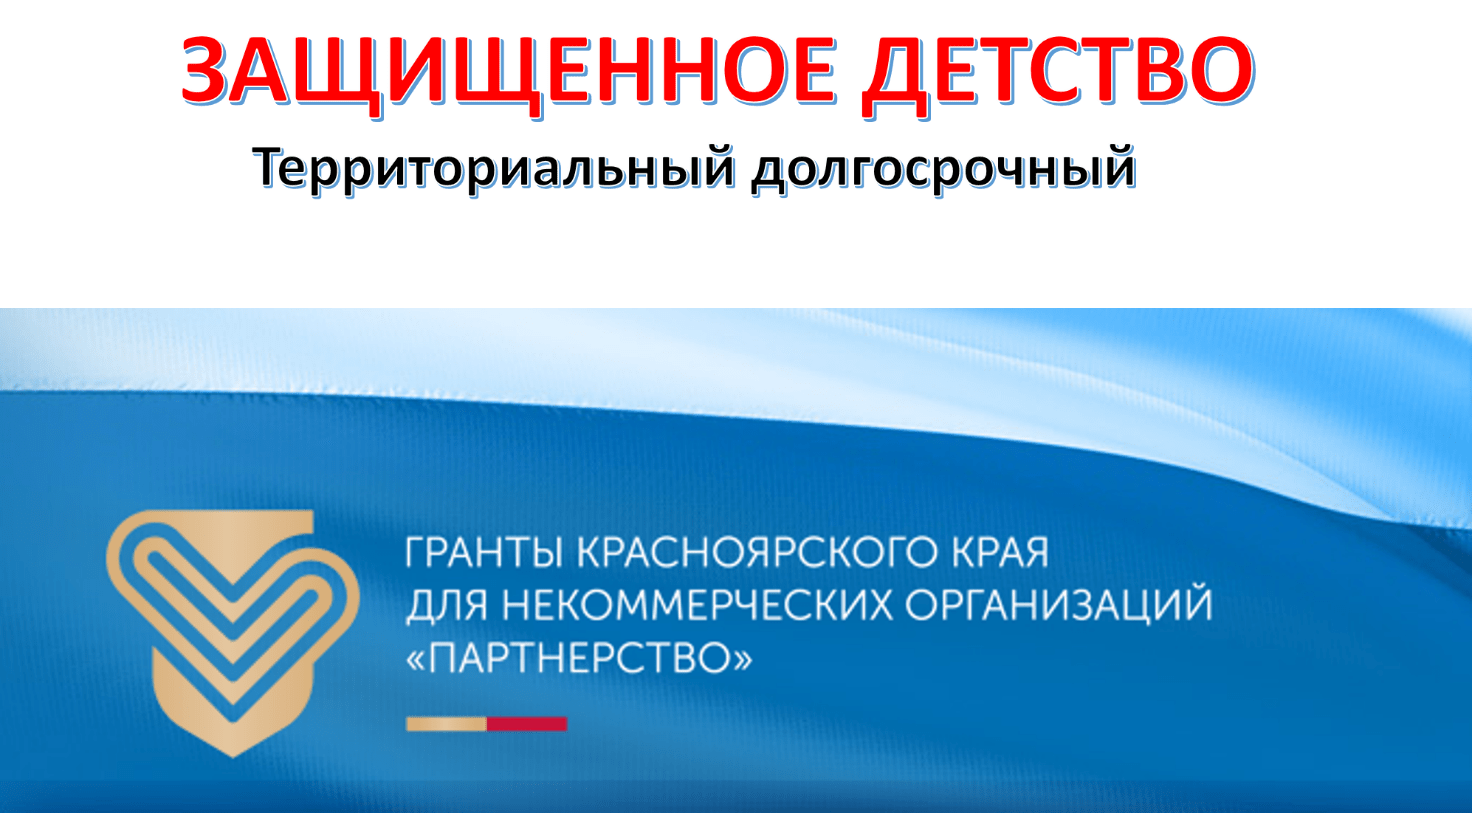 ЗАЩИЩЕННОЕ ДЕТСТВО
Территориальный долгосрочный
ГРАНТЫ КРАСНОЯРСКОГО КРАЯ
ДЛЯ НЕКОММЕРЧЕСКИХ ОРГАНИЗАЦИЙ
«ПАРТНЕРСТВО»